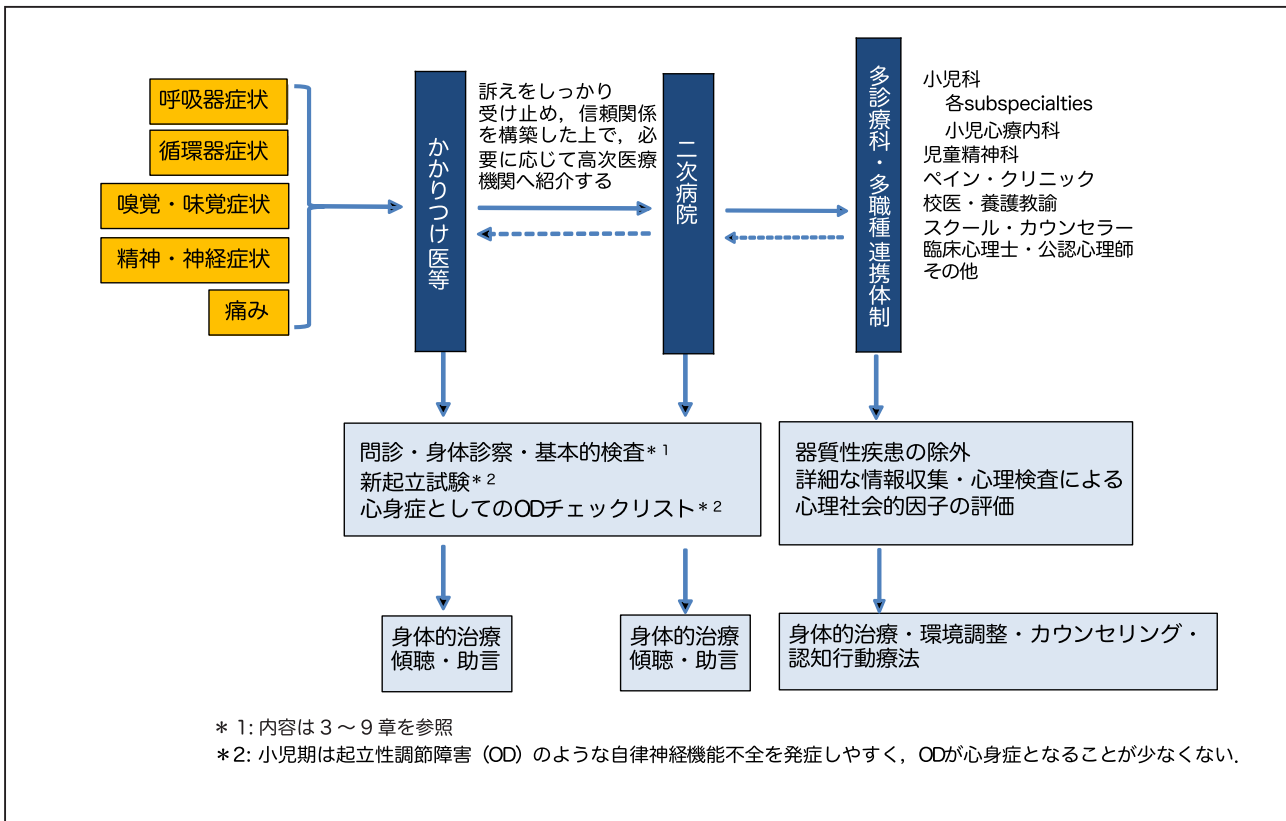 呼吸器症状
循環器症状
嗅覚・味覚症状
精神・神経症状
痛み
かかりつけ医等
訴えをしっかり
受け止め，信頼関係
を構築した上で，必
要に応じて高次医療
機関へ紹介する
二次病院
多診療科・多職種連携体制
小児科
各subspecialties
小児心療内科
児童精神科
ペイン・クリニック
校医・養護教諭
スクール・カウンセラー
臨床心理士・公認心理師
その他
問診・身体診察・基本的検査＊1
新起立試験＊2
心身症としてのODチェックリスト＊2
器質性疾患の除外
詳細な情報収集・心理検査による
心理社会的因子の評価
身体的治療
傾聴・助言
身体的治療
傾聴・助言
身体的治療・環境調整・カウンセリング・
認知行動療法
＊1: 内容は 3 ～ 9 章を参照
＊2: 小児期は起立性調節障害（OD）のような自律神経機能不全を発症しやすく，ODが心身症となることが少なくない．